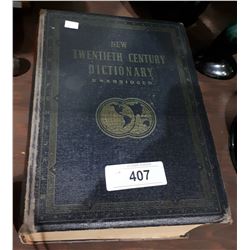 NEW
TWENTIETH CENTURY
DICTIONARY
UNABRIDGED
407